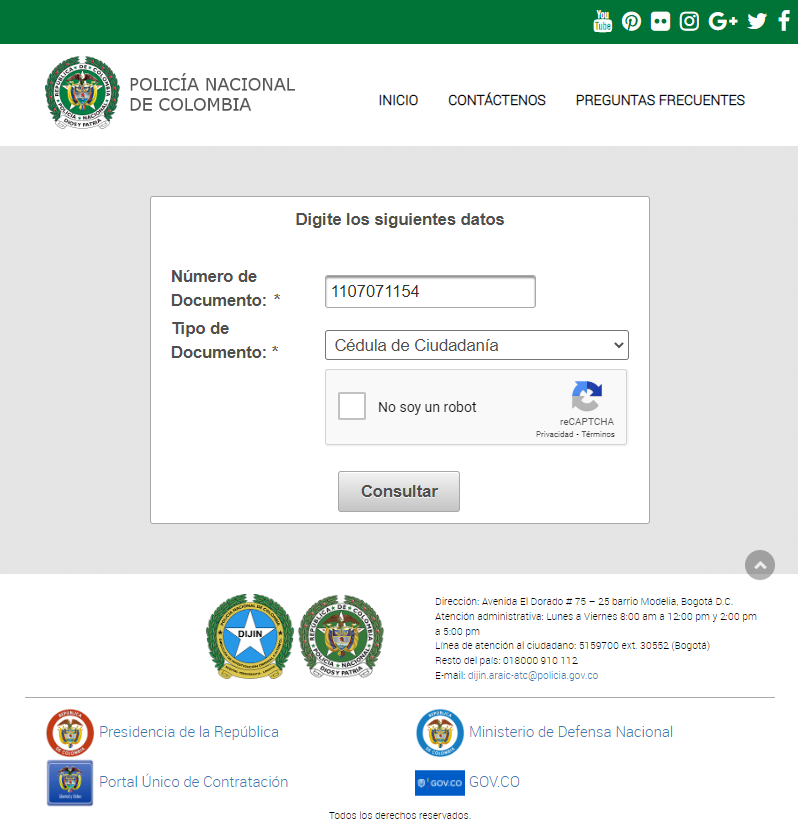 You
Tube
POLICÍA NACIONAL
DE COLOMBIA
INICIO CONTÁCTENOS PREGUNTAS FRECUENTES
Digite los siguientes datos
Número de
Documento: *
1107071154
Tipo de
Documento: *
Cédula de Ciudadanía
No soy un robot
reCAPTCHA
Privacidad - Términos
Consultar
DIJIN
DIOS Y PATRIA
Dirección: Avenida El Dorado # 75 – 25 barrio Modelia, Bogotá D.C.
Atención administrativa: Lunes a Viernes 8:00 am a 12:00 pm y 2:00 pm
a 5:00 pm
Línea de atención al ciudadano: 5159700 ext. 30552 (Bogotá)
Resto del país: 018000 910 112
E-mail: dijin.araic-atc@policia.gov.co
Presidencia de la República
Ministerio de Defensa Nacional
Portal Único de Contratación
GOV.CO GOV.CO
Todos los derechos reservados.